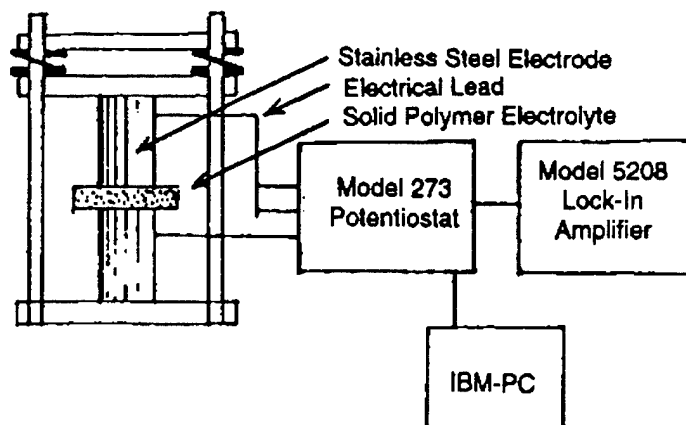 Stainless Steel Electrode
Electrical Lead
Solid Polymer Electrolyte
Model 273
Potentiostat
Model 5208
Lock-In
Amplifier
IBM-PC